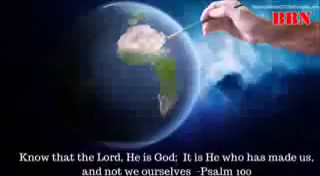 BBN
Know that the Lord, He is God; It is He who has made us,
and not we ourselves -Psalm 100